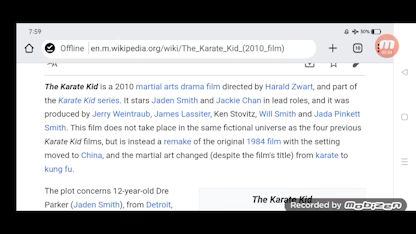 7:59
50%
Offline en.m.wikipedia.org/wiki/The_Karate_Kid_(2010_film)
The Karate Kid is a 2010 martial arts drama film directed by Harald Zwart, and part of
the Karate Kid series. It stars Jaden Smith and Jackie Chan in lead roles, and it was
produced by Jerry Weintraub, James Lassiter, Ken Stovitz, Will Smith and Jada Pinkett
Smith. This film does not take place in the same fictional universe as the four previous
Karate Kid films, but is instead a remake of the original 1984 film with the setting
moved to China, and the martial art changed (despite the film's title) from karate to
kung fu.
The plot concerns 12-year-old Dre
Parker (Jaden Smith), from Detroit,
The Karate Kid
Recorded by mobizen